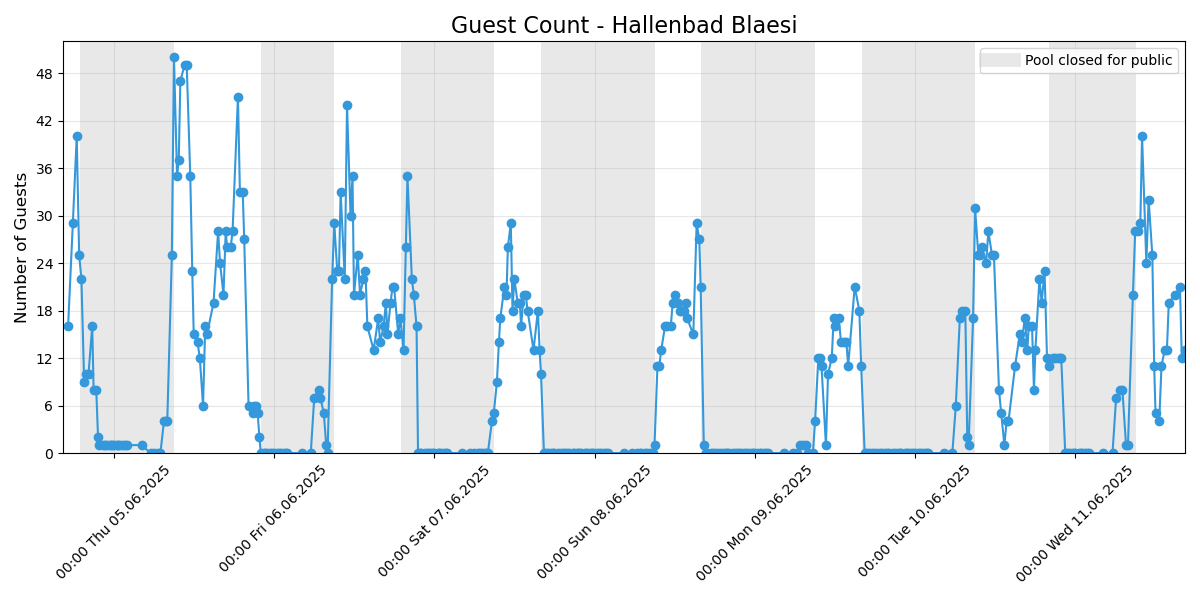 Guest Count - Hallenbad Blaesi
Pool closed for public
Number of Guests
48
42
36
30
24
18
12
6
0
00:00 Thu 05.06.2025
00:00 Fri 06.06.2025
00:00 Sat 07.06.2025
00:00 Sun 08.06.2025
00:00 Mon 09.06.2025
00:00 Tue 10.06.2025
00:00 Wed 11.06.2025